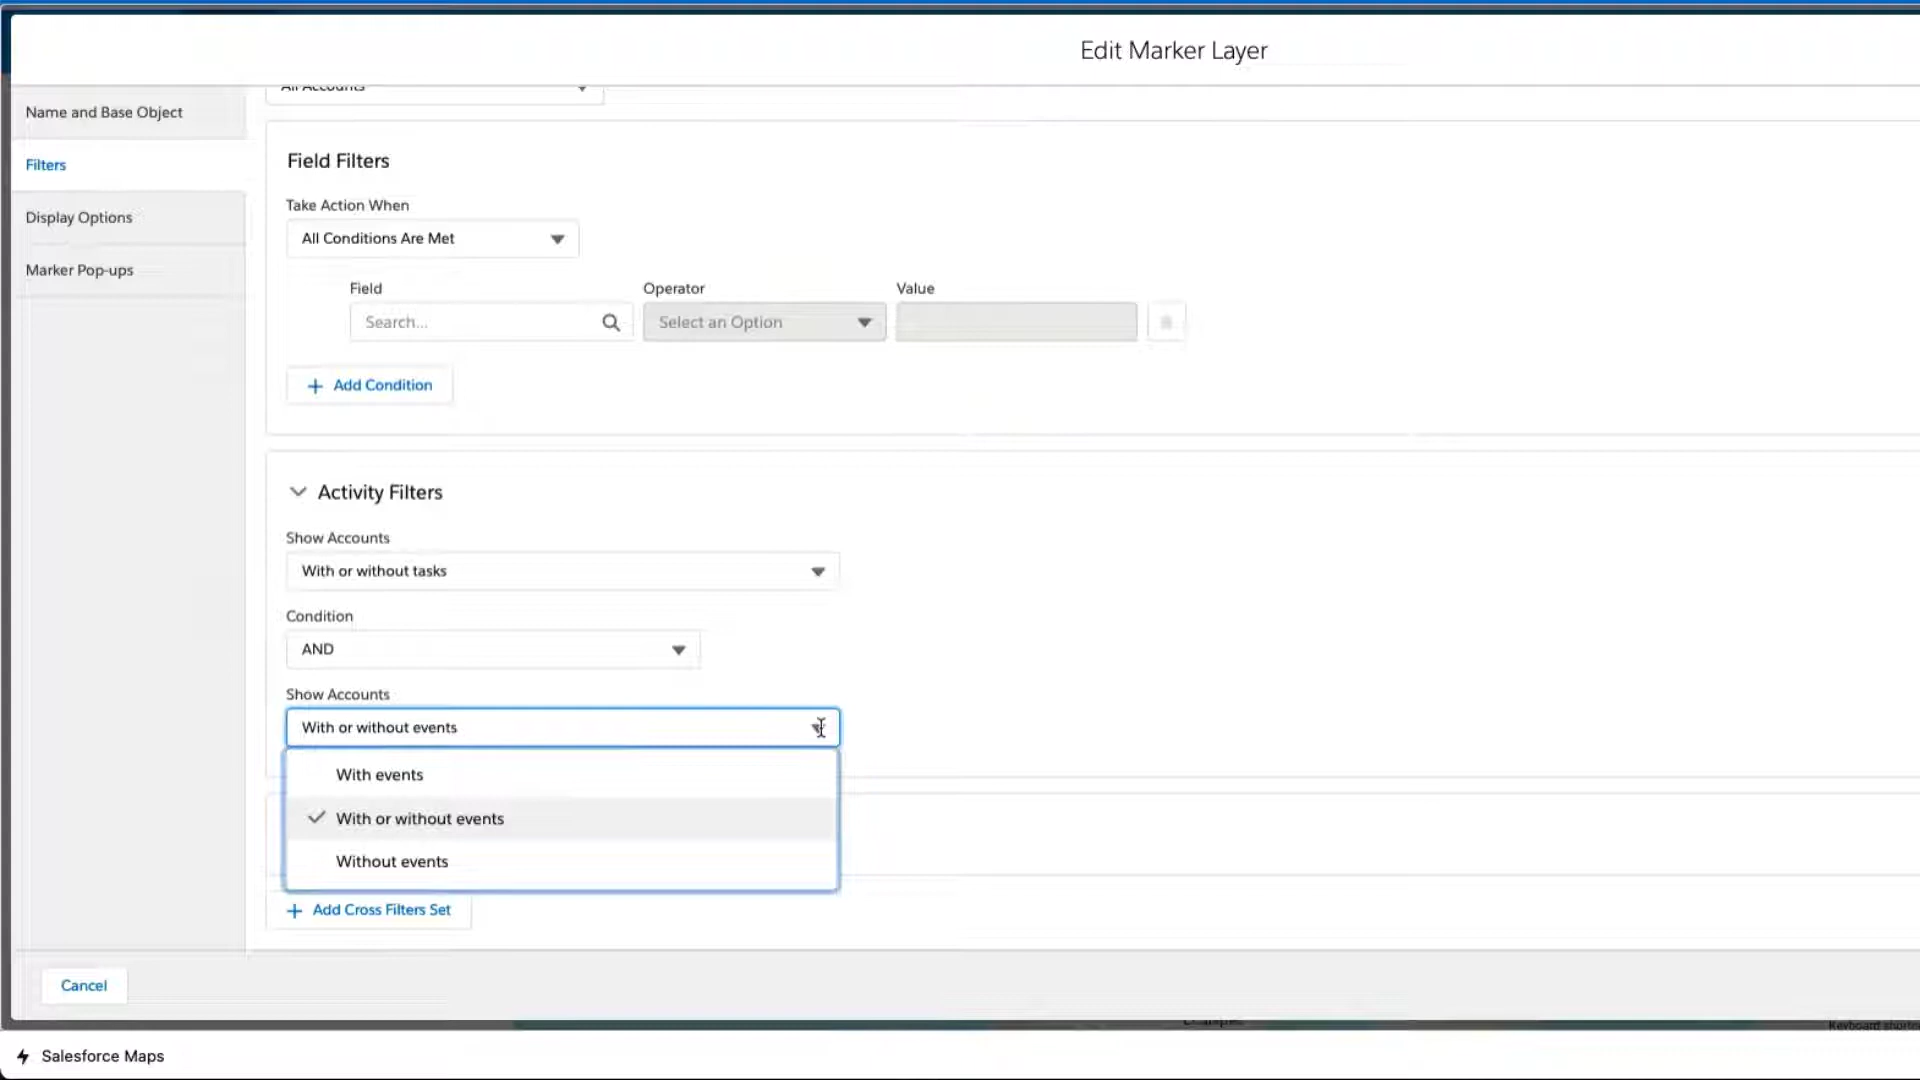 Edit Marker Layer
All Accounts
Name and Base Object
Filters
Display Options
Marker Pop-ups
Field Filters
Take Action When
All Conditions Are Met
Field Operator Value
Search... Select an Option
+ Add Condition
Activity Filters
Show Accounts
With or without tasks
Condition
AND
Show Accounts
With or without events
With events
With or without events
Without events
+ Add Cross Filters Set
Cancel
Keyboard
Salesforce Maps